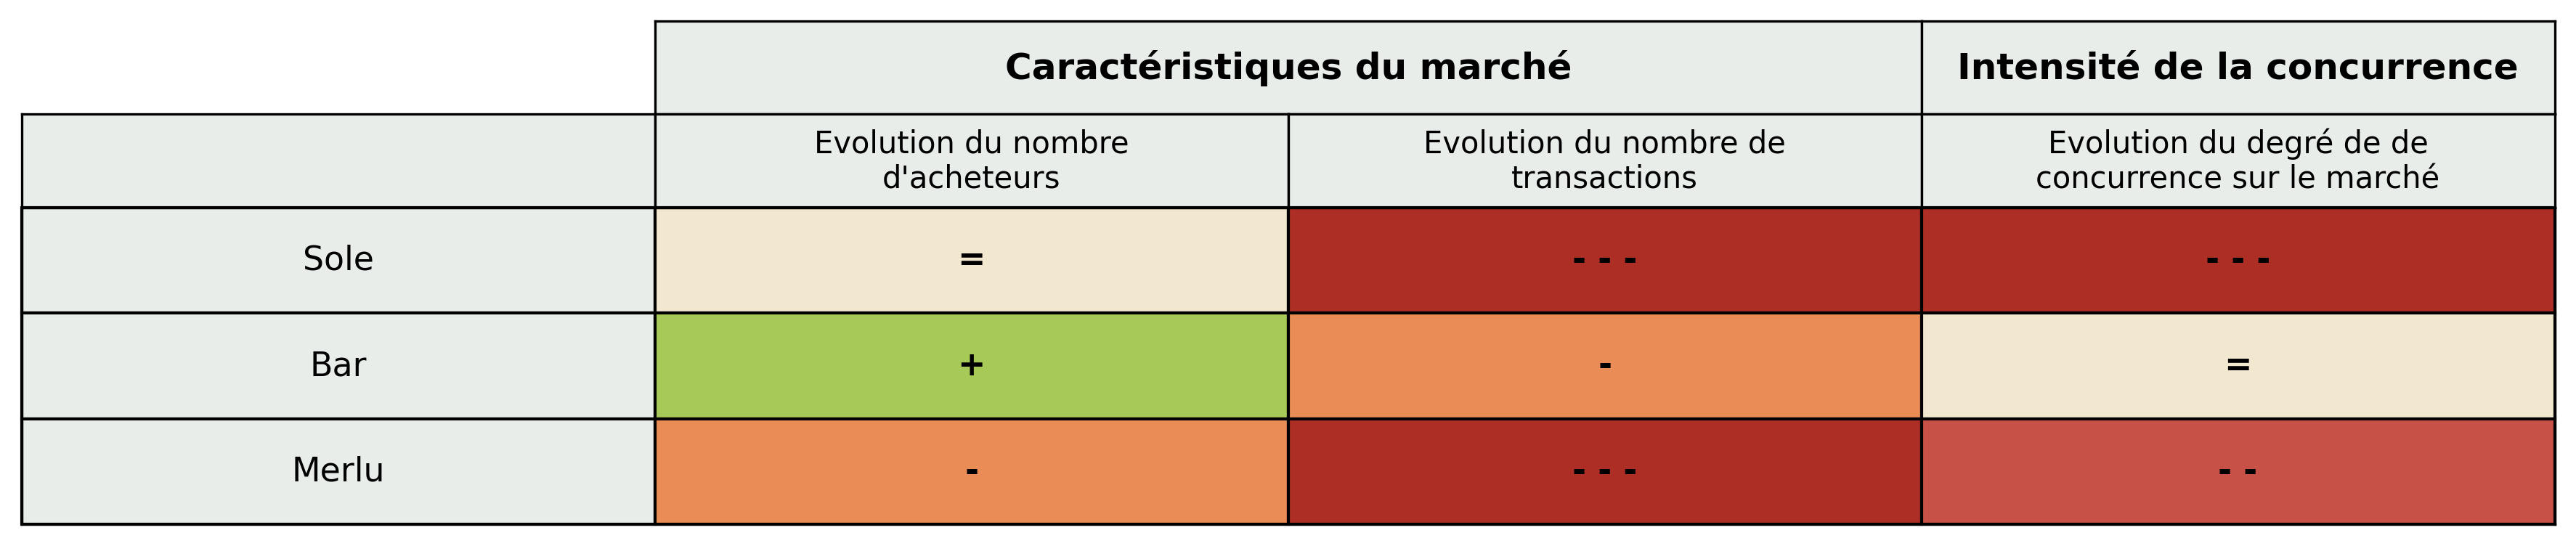 Caractéristiques du marché
Intensité de la concurrence
Evolution du nombre
d'acheteurs
Evolution du nombre de
transactions
Evolution du degré de de
concurrence sur le marché
Sole
=
- - -
- - -
Bar
+
-
=
Merlu
-
- - -
- -